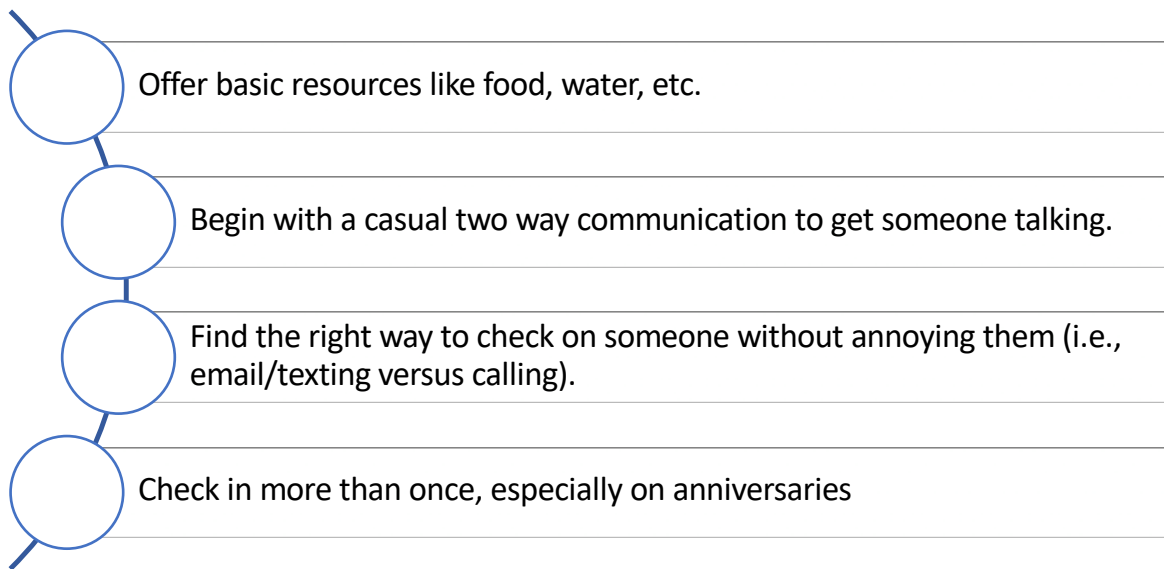 Offer basic resources like food, water, etc.
Begin with a casual two way communication to get someone talking.
Find the right way to check on someone without annoying them (i.e.,
email/texting versus calling).
Check in more than once, especially on anniversaries